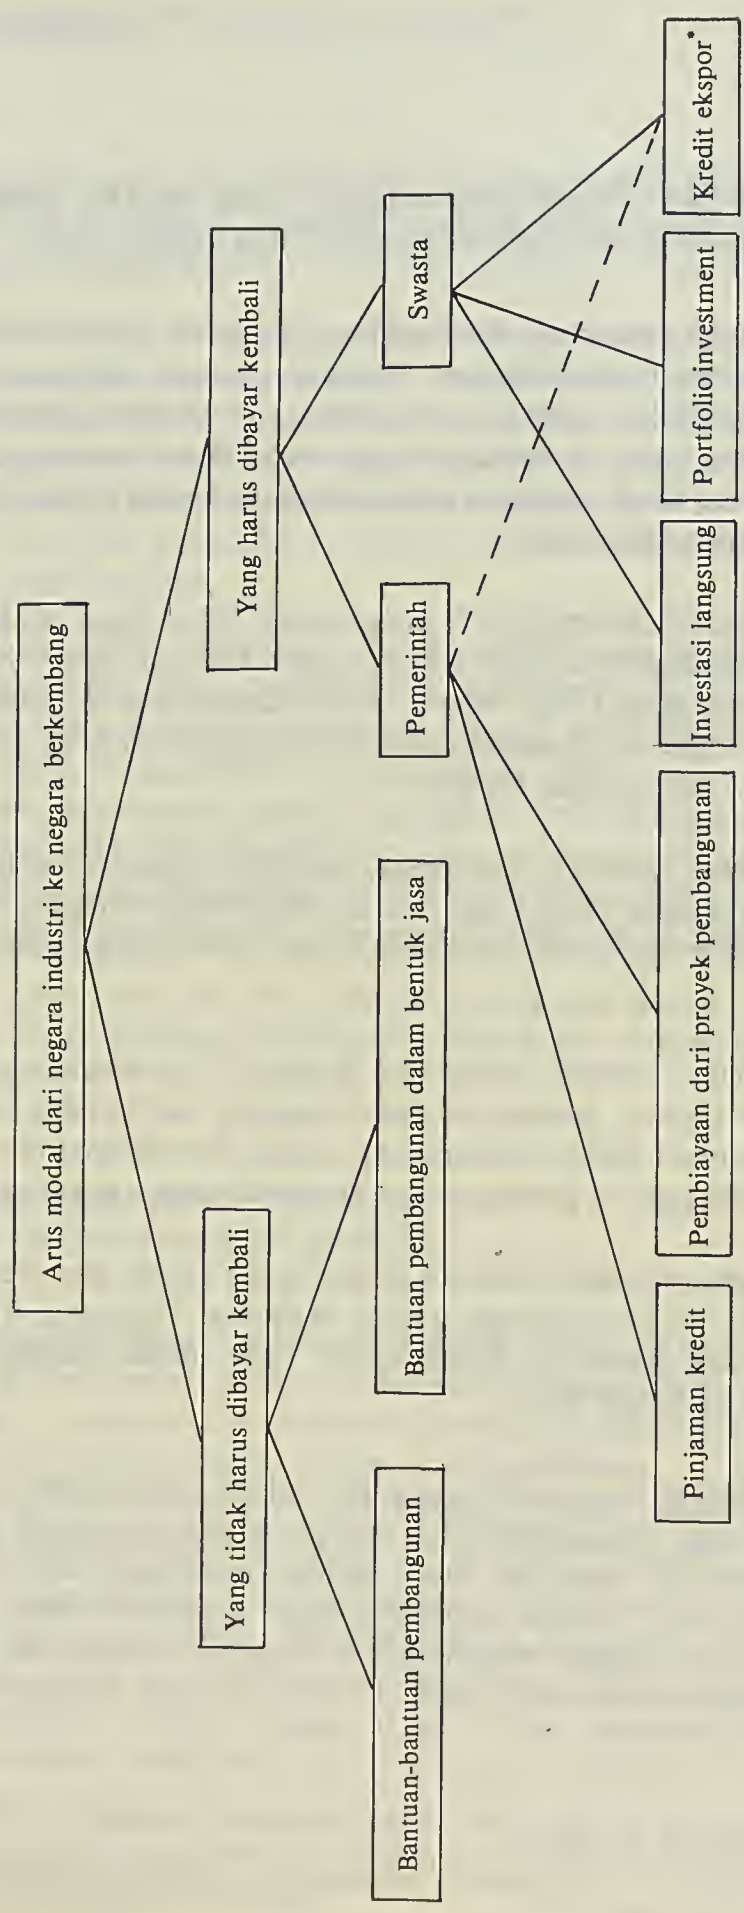 Arus modal dari negara industri ke negara berkembang
Yang tidak harus dibayar kembali
Yang harus dibayar kembali
Bantuan-bantuan pembangunan
Bantuan pembangunan dalam bentuk jasa
Pemerintah
Swasta
Pinjaman kredit
Pembiayaan dari proyek pembangunan
Investasi langsung
Portfolio investment
Kredit ekspor*